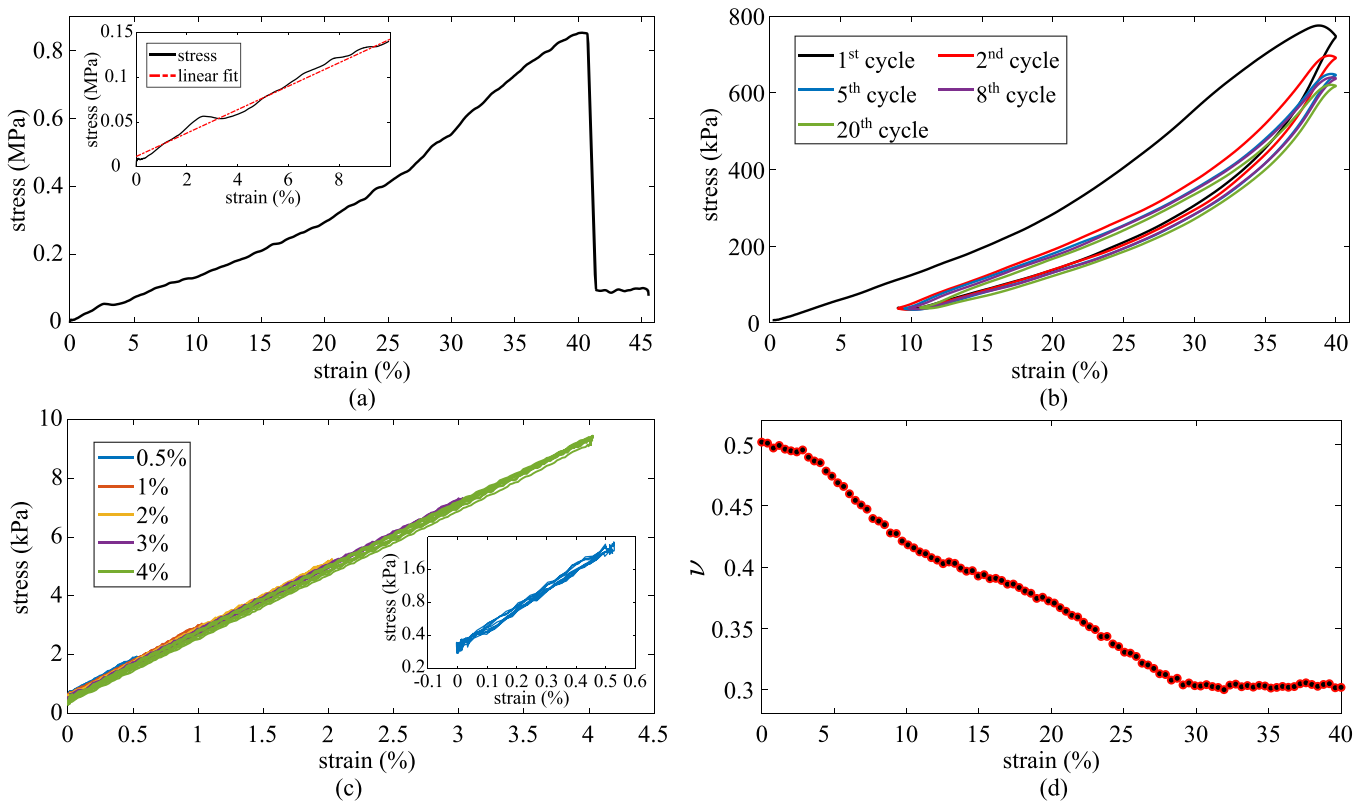 0.15
0.1
0.05
0
stress (MPa)
stress
linear fit
0 2 4 6 8
strain (%)
0.8
0.6
0.4
0.2
0
stress (MPa)
0 5 10 15 20 25 30 35 40 45
strain (%)
(a)
800
600
400
200
0
stress (kPa)
1st cycle
2nd cycle
5th cycle
8th cycle
20th cycle
0 5 10 15 20 25 30 35 40
strain (%)
(b)
10
8
6
4
2
0
stress (kPa)
0.5%
1%
2%
3%
4%
1.6
0.8
0.4
0.2
stress (kPa)
-0.1 0 0.1 0.2 0.3 0.4 0.5 0.6
strain (%)
0 0.5 1 1.5 2 2.5 3 3.5 4 4.5
strain (%)
(c)
0.5
0.45
0.4
0.35
0.3
ν
0 5 10 15 20 25 30 35 40
strain (%)
(d)